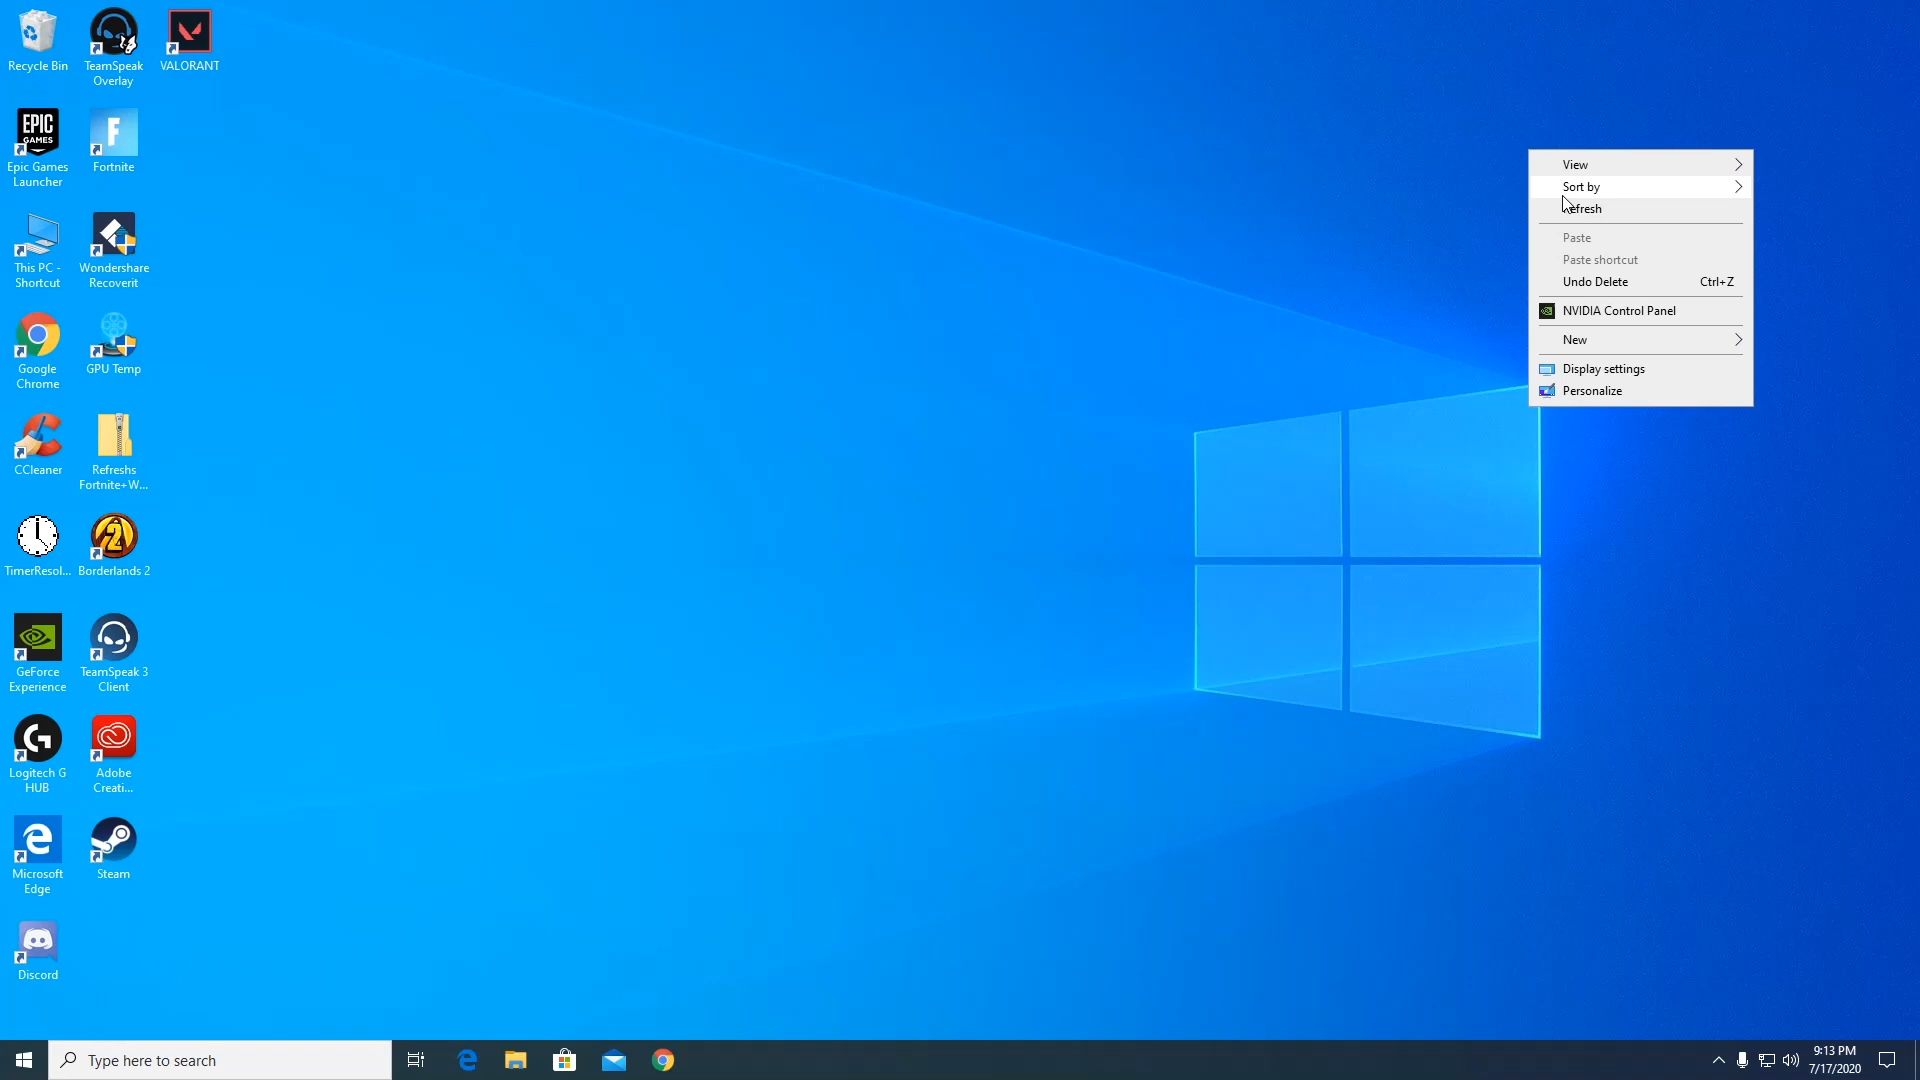 Recycle Bin
TeamSpeak
Overlay
VALORANT
EPIC
GAMES
Epic Games
Launcher
F
Fortnite
This PC -
Shortcut
Wondershare
Recoverit
Google
Chrome
GPU Temp
CCleaner
Refreshs
Fortnite+W...
TimerResol...
2
Borderlands 2
GeForce
Experience
TeamSpeak 3
Client
Logitech G
HUB
Adobe
Creati...
Microsoft
Edge
Steam
Discord
View
Sort by
efresh
Paste
Paste shortcut
Undo Delete Ctrl+Z
NVIDIA Control Panel
New
Display settings
Personalize
Type here to search
9:13 PM
7/17/2020